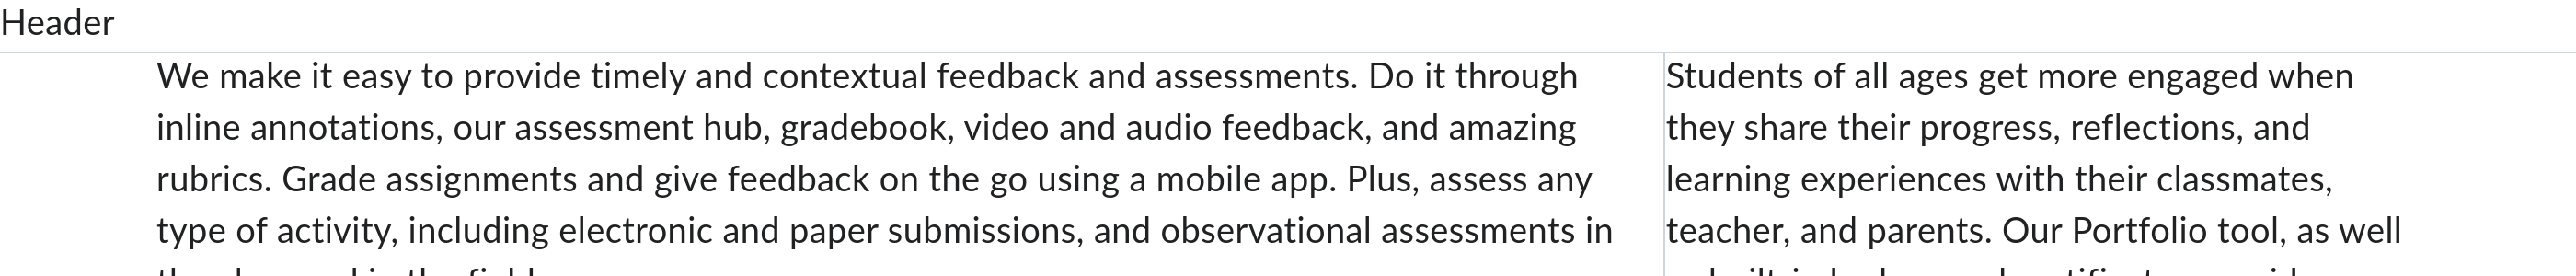 Header
We make it easy to provide timely and contextual feedback and assessments. Do it through
inline annotations, our assessment hub, gradebook, video and audio feedback, and amazing
rubrics. Grade assignments and give feedback on the go using a mobile app. Plus, assess any
type of activity, including electronic and paper submissions, and observational assessments in
Students of all ages get more engaged when
they share their progress, reflections, and
learning experiences with their classmates,
teacher, and parents. Our Portfolio tool, as well